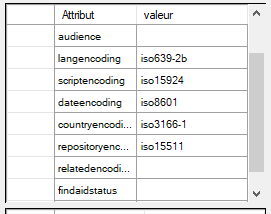 Attribut valeur
audience
langencoding iso639-2b
scriptencoding iso15924
dateencoding iso8601
countryencodi... iso3166-1
repositoryenc... iso15511
relatedencodi...
findaidstatus